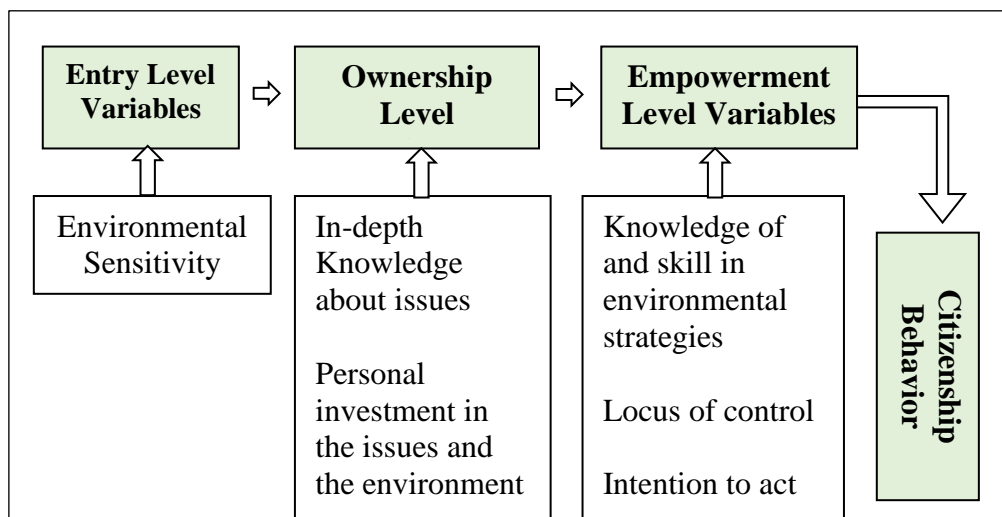 Entry Level
Variables
Ownership
Level
Empowerment
Level Variables
Environmental
Sensitivity
In-depth
Knowledge
about issues
Personal
investment in
the issues and
the environment
Knowledge of
and skill in
environmental
strategies
Locus of control
Intention to act
Citizenship
Behavior